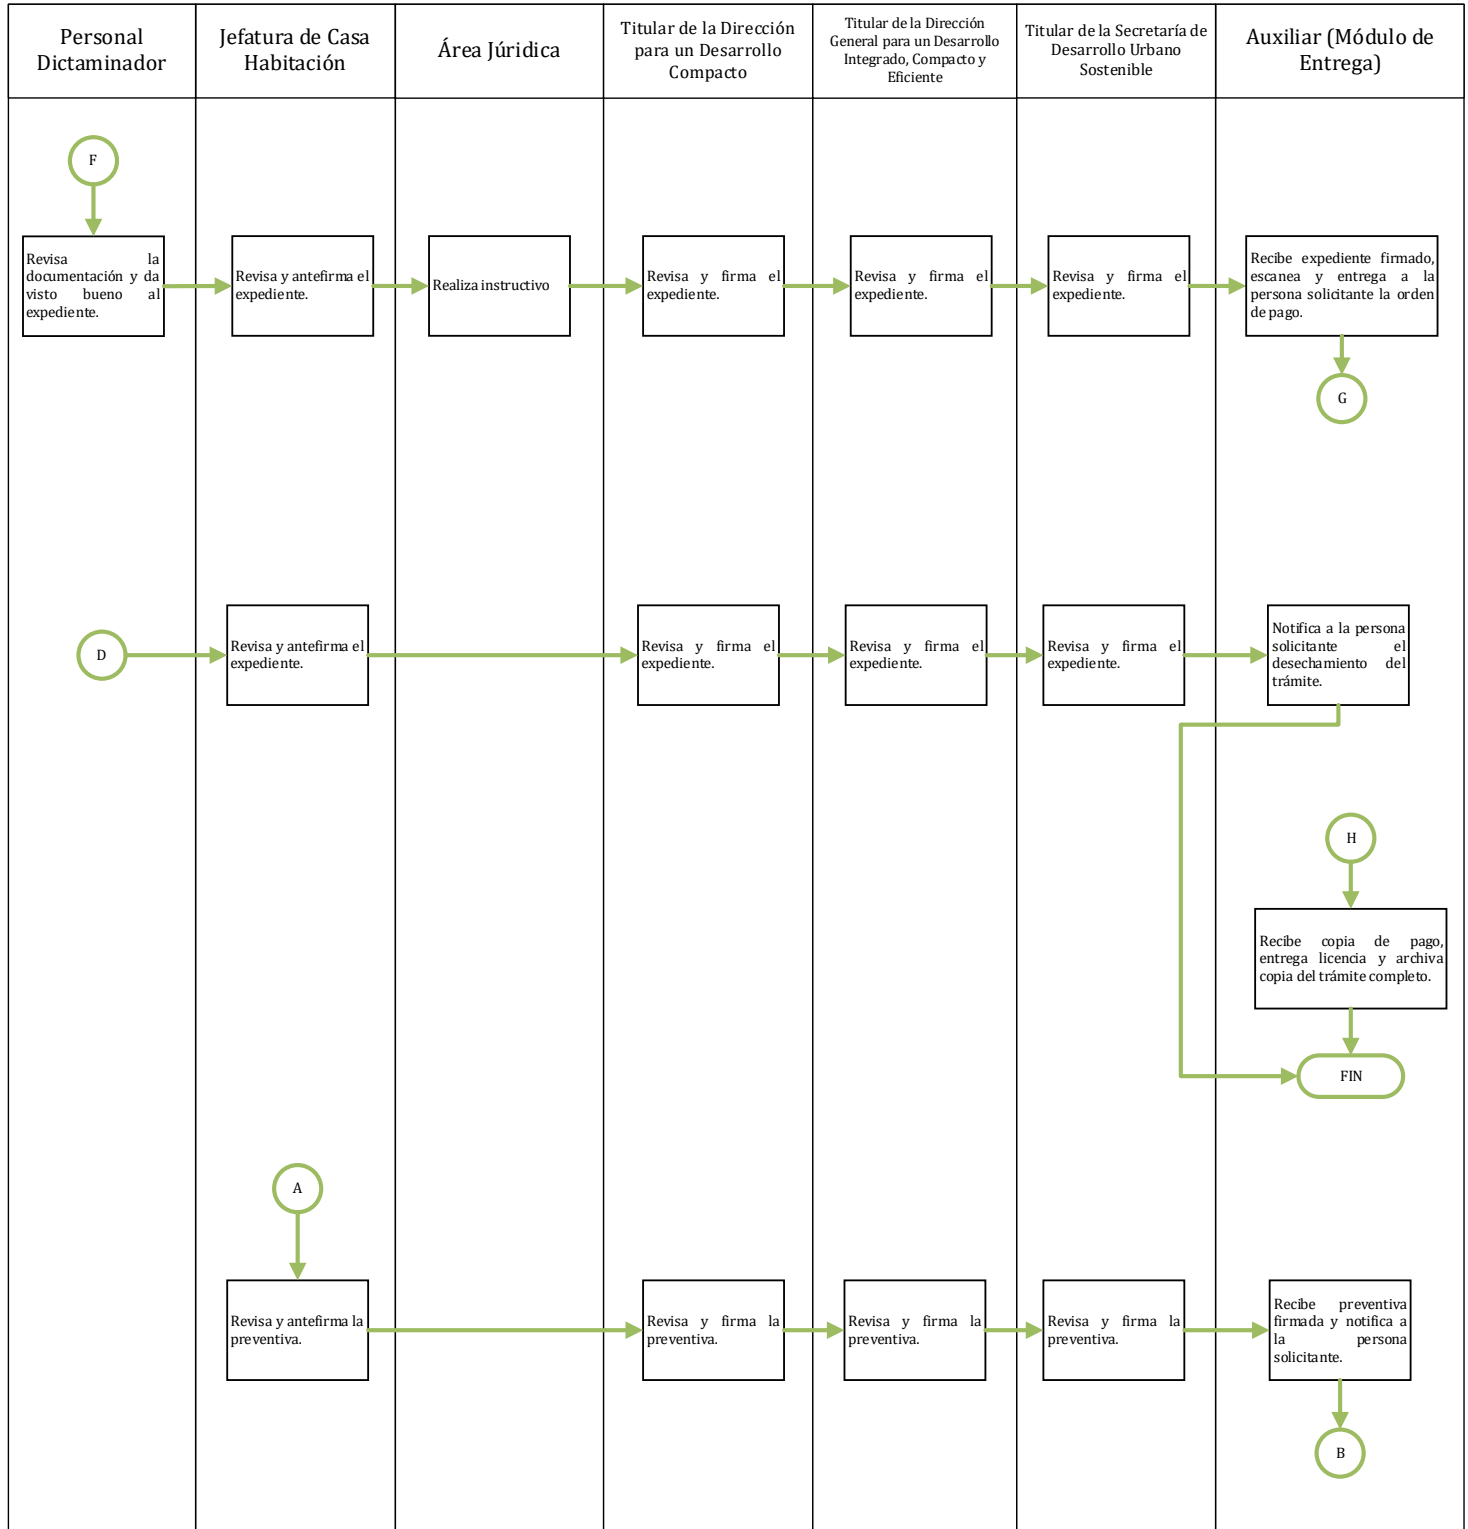 Personal
Dictaminador
Jefatura de Casa
Habitación
Área Júridica
Titular de la Dirección
para un Desarrollo
Compacto
Titular de la Dirección
General para un Desarrollo
Integrado, Compacto y
Eficiente
Titular de la Secretaría de
Desarrollo Urbano
Sostenible
Auxiliar (Módulo de
Entrega)
F
Revisa la
documentación y da
visto bueno al
expediente.
Revisa y antefirma el
expediente.
Realiza instructivo
Revisa y firma el
expediente.
Revisa y firma el
expediente.
Revisa y firma el
expediente.
Recibe expediente firmado,
escanea y entrega a la
persona solicitante la orden
de pago.
G
D
Revisa y antefirma el
expediente.
Revisa y firma el
expediente.
Revisa y firma el
expediente.
Revisa y firma el
expediente.
Notifica a la persona
solicitante el
desechamiento del
trámite.
H
Recibe copia de pago,
entrega licencia y archiva
copia del trámite completo.
FIN
A
Revisa y antefirma la
preventiva.
Revisa y firma la
preventiva.
Revisa y firma la
preventiva.
Revisa y firma la
preventiva.
Recibe preventiva
firmada y notifica a
la persona
solicitante.
B